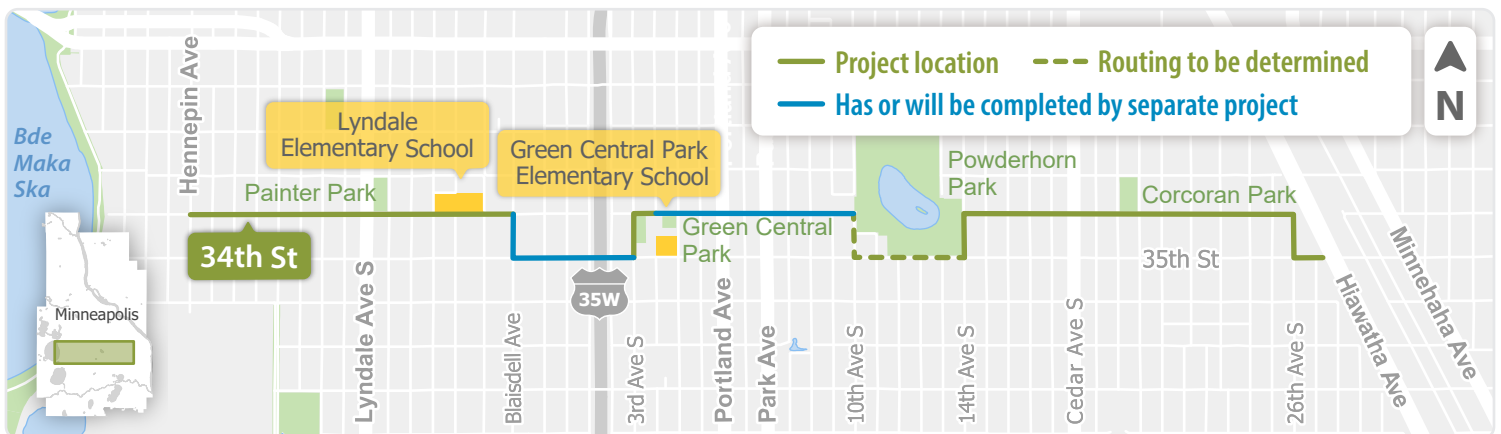 Project location
Routing to be determined
Has or will be completed by separate project
N
Bde
Maka
Ska
Hennepin Ave
Lyndale
Elementary School
Green Central Park
Elementary School
Painter Park
Powderhorn
Park
Corcoran Park
Green Central
Park
34th St
35th St
35W
Minneapolis
Lyndale Ave S
Blaisdell Ave
3rd Ave S
Portland Ave
Park Ave
10th Ave S
14th Ave S
Cedar Ave S
26th Ave S
Hiawatha Ave
Minnehaha Ave